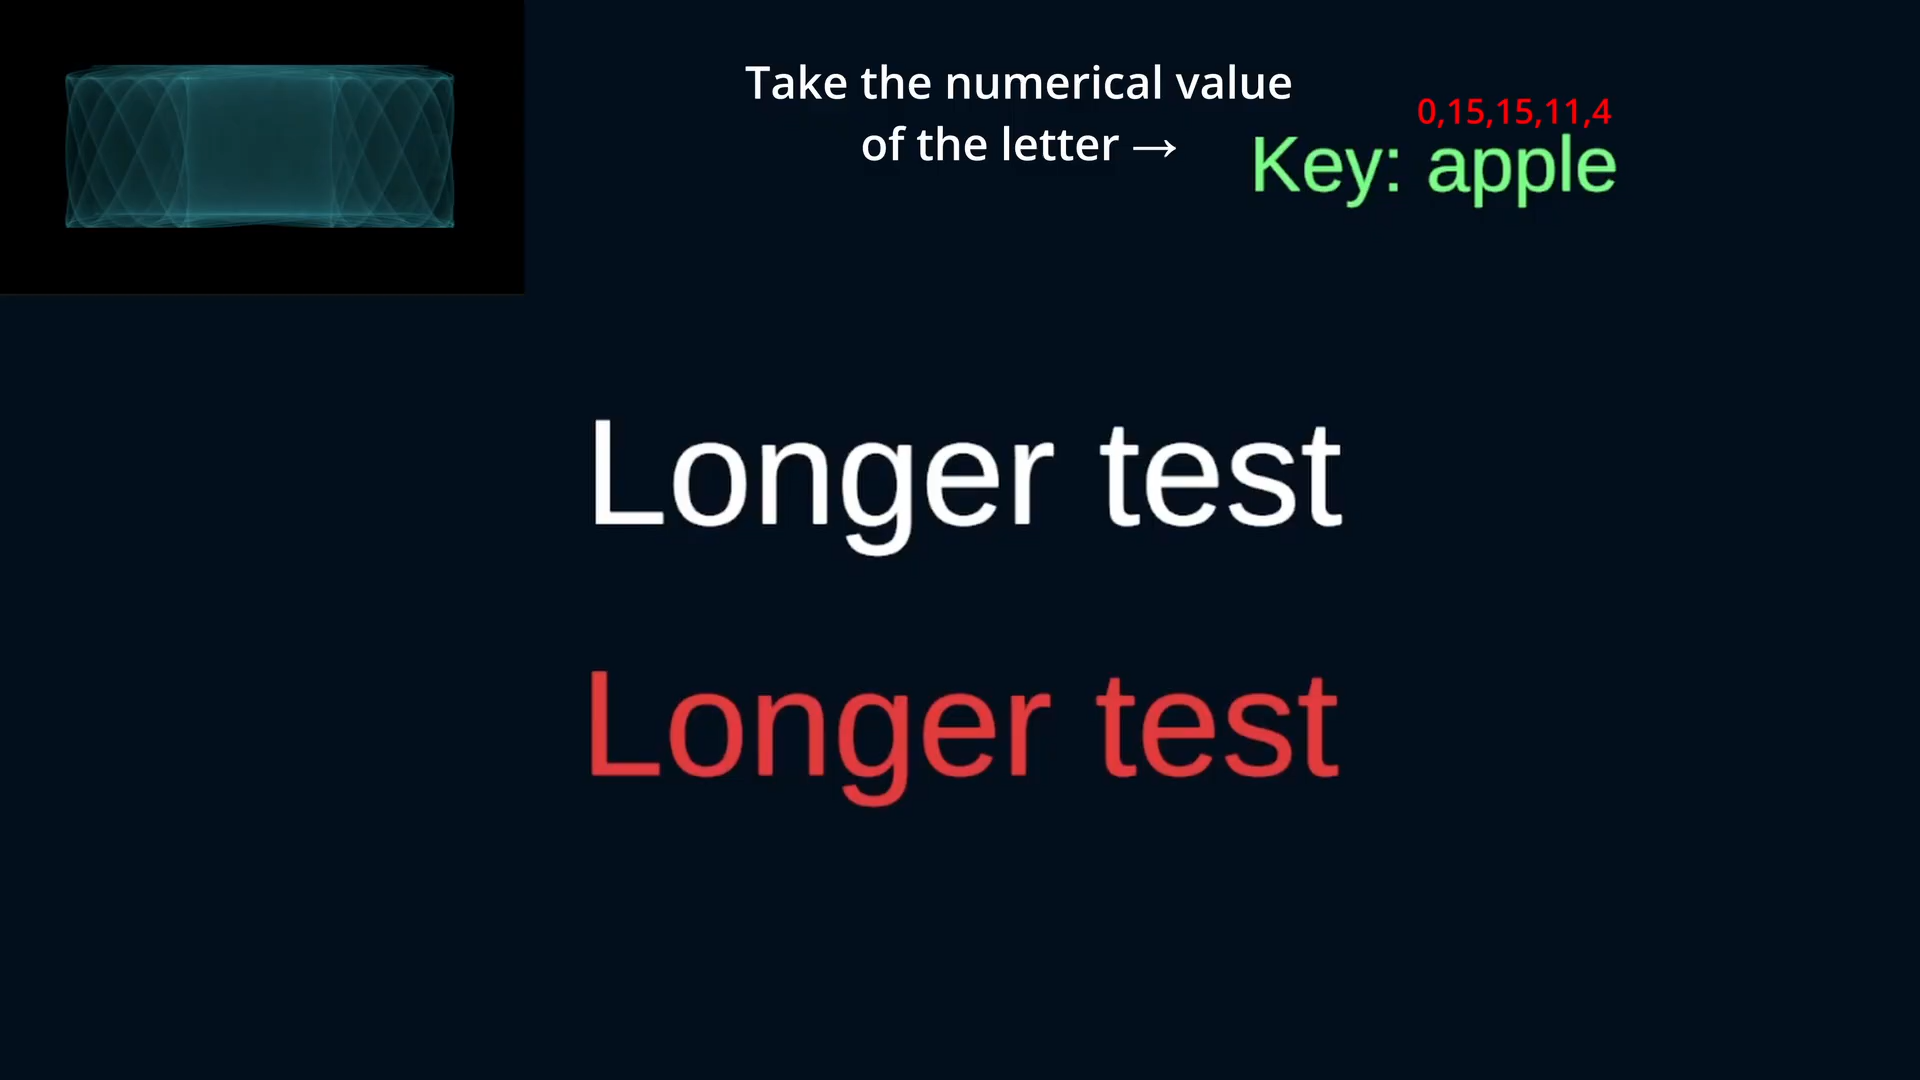 Take the numerical value
of the letter →
0,15,15,11,4
Key: apple
Longer test
Longer test